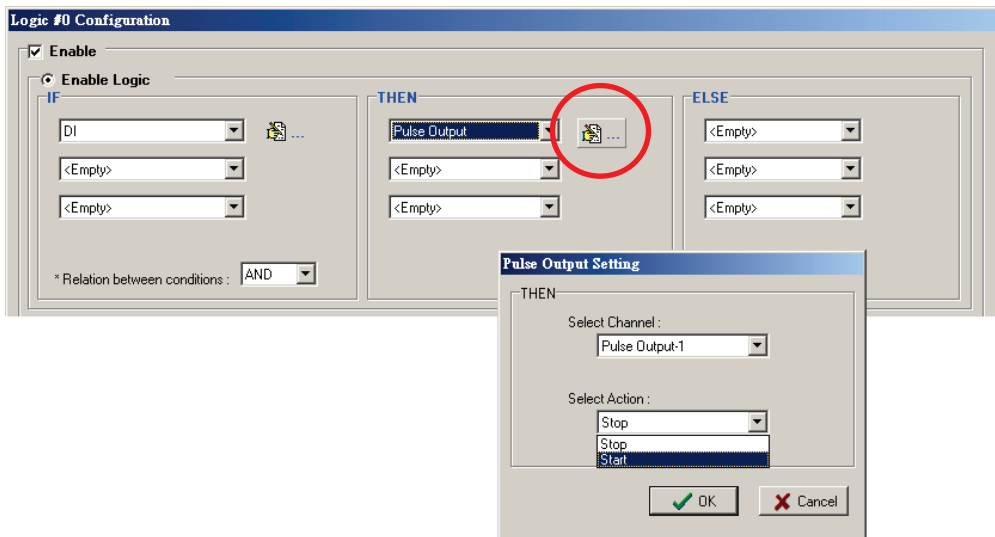 Logic #0 Configuration
Enable
Enable Logic
IF
DI
...
<Empty>
<Empty>
* Relation between conditions : AND
THEN
Pulse Output
...
<Empty>
<Empty>
ELSE
<Empty>
<Empty>
<Empty>
Pulse Output Setting
THEN
Select Channel :
Pulse Output-1
Select Action :
Stop
Stop
Start
OK
Cancel